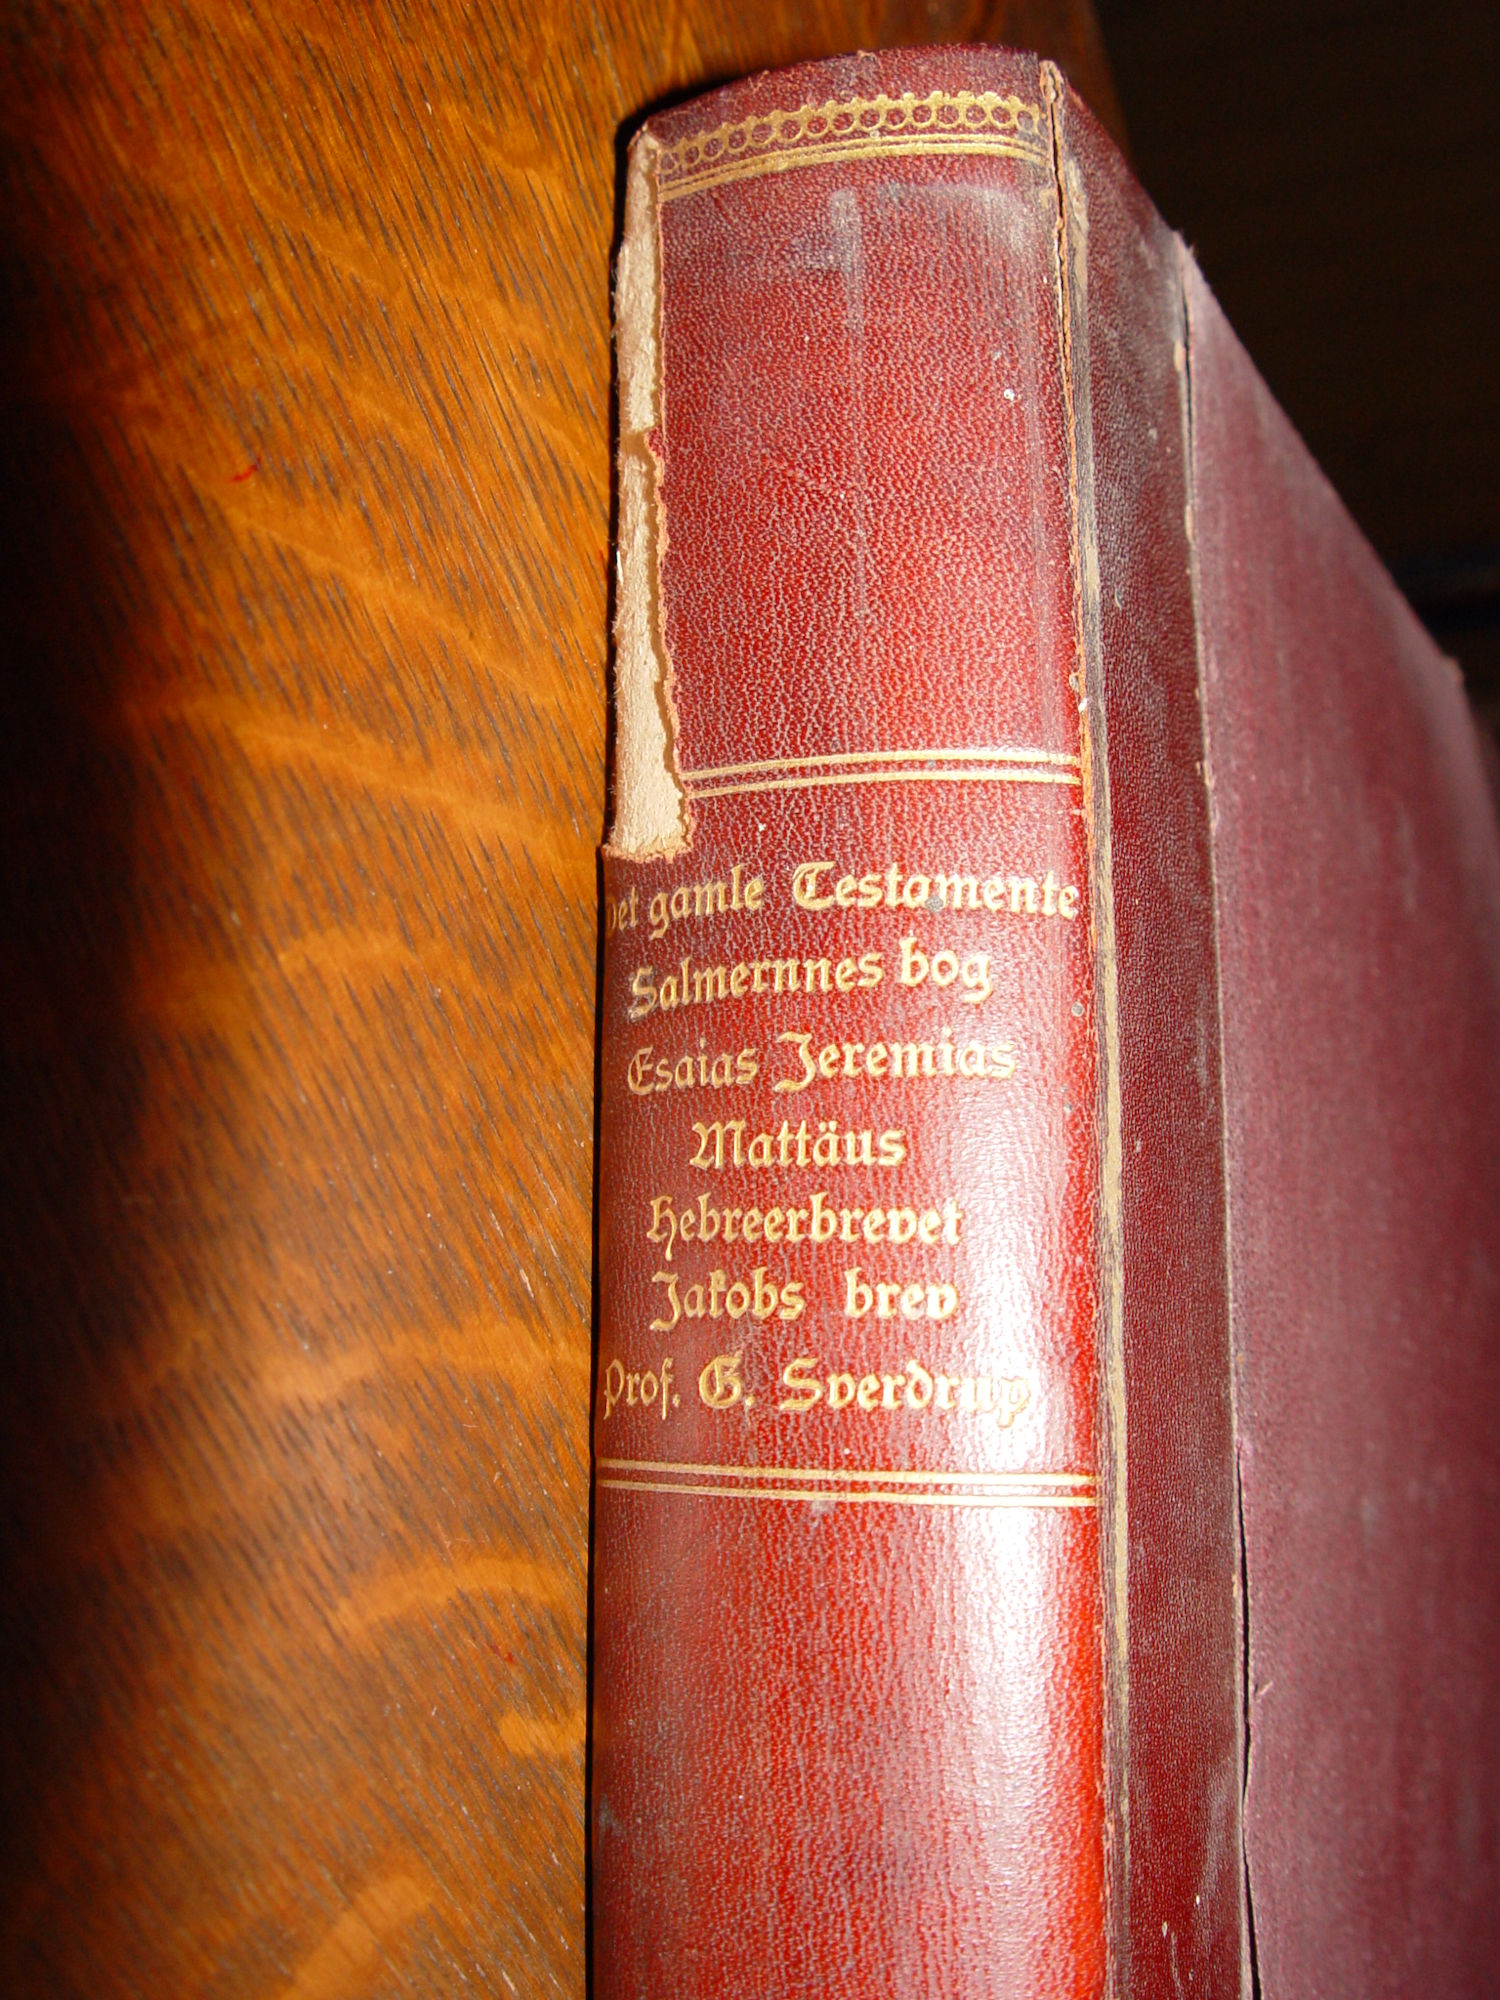 Det gamle Testamente
Salmernnes bog
Esaias Jeremias
Mattäus
Hebreerbrevet
Jakobs brev
Prof. G. Sverdrup